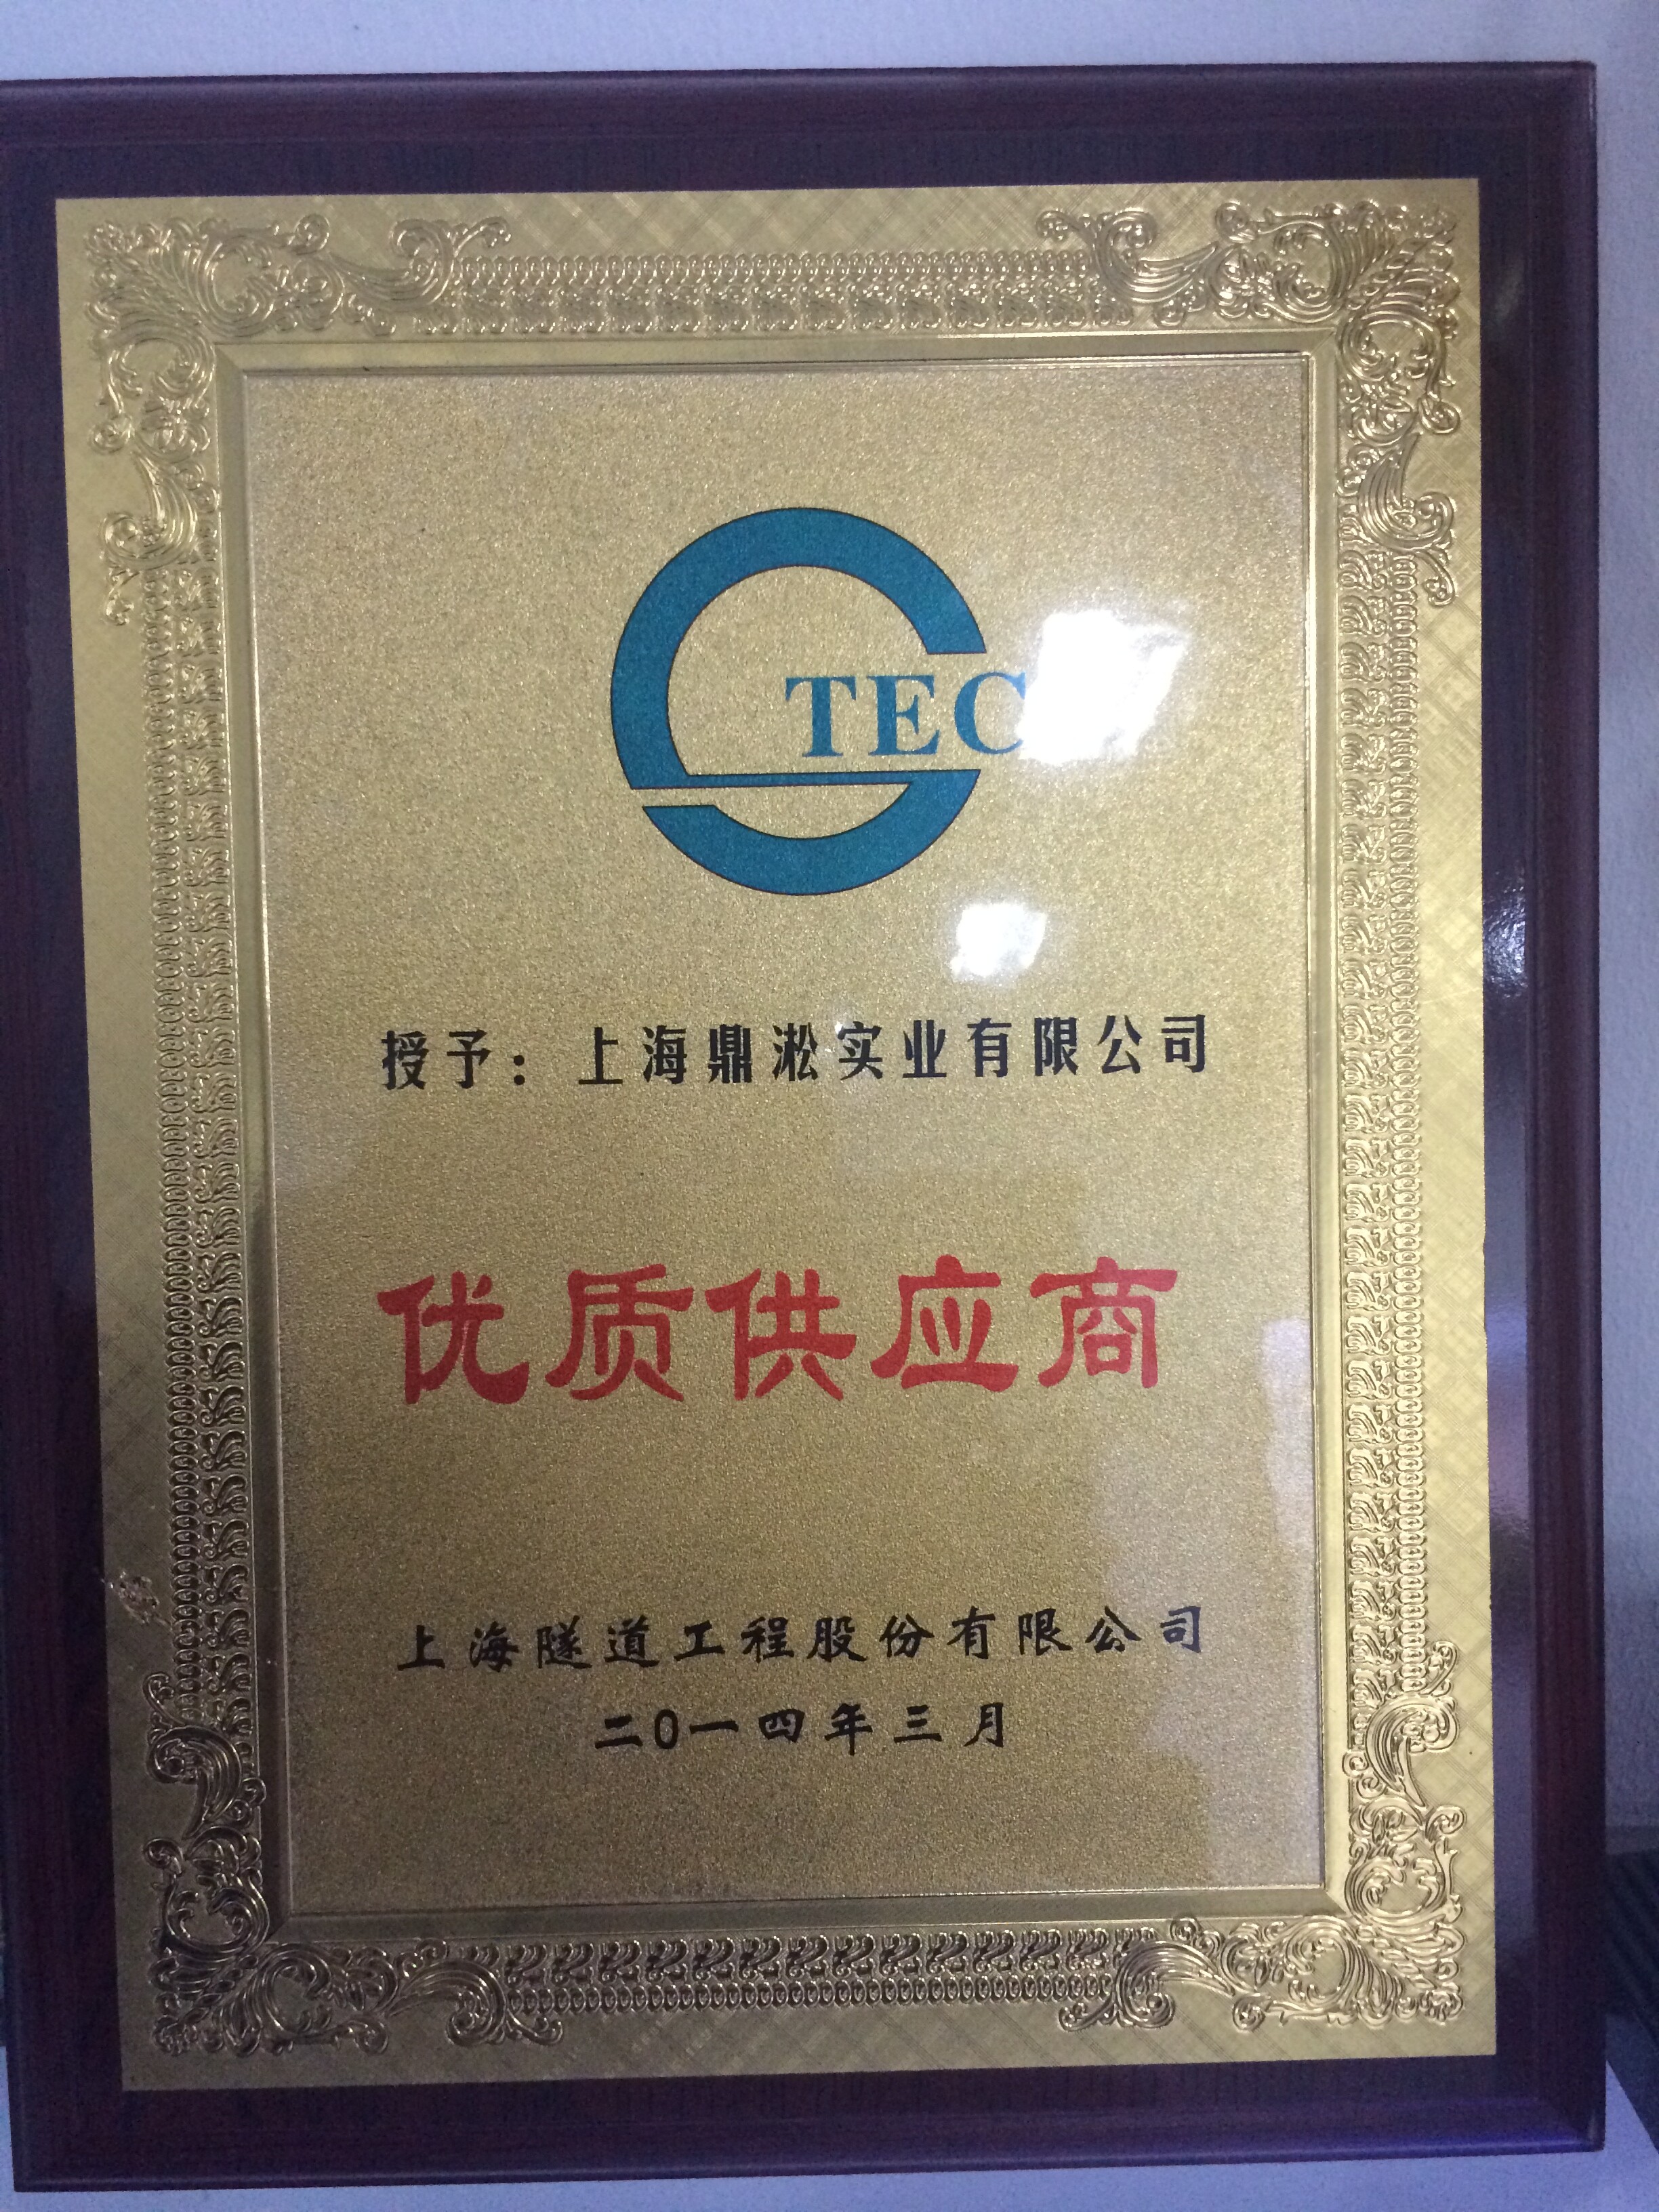 TEC
授予：上海鼎淞实业有限公司
优质供应商
上海隧道工程股份有限公司
二0一四年三月